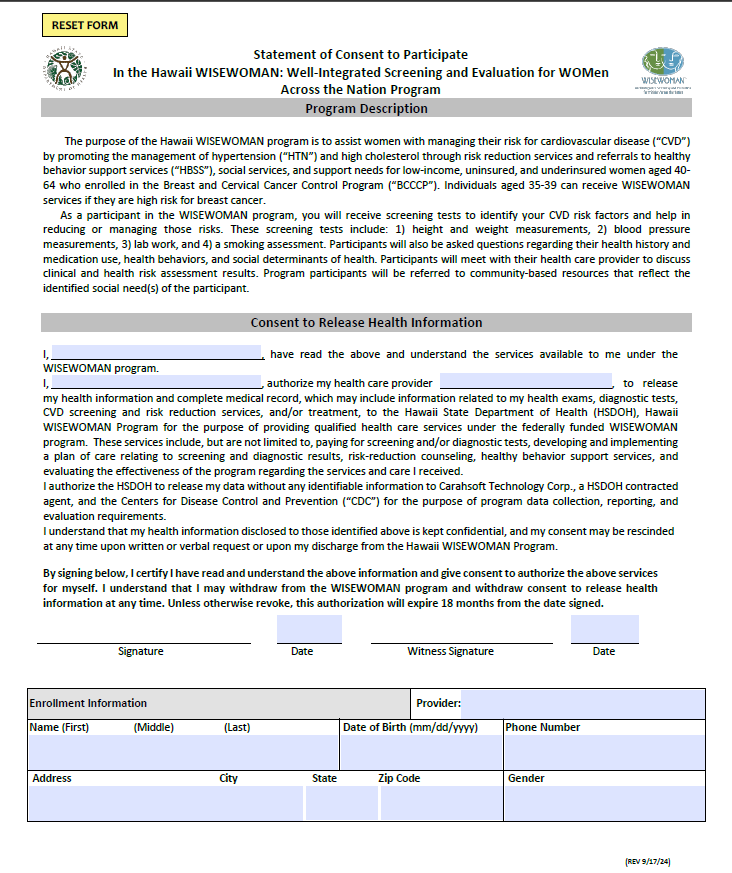 RESET FORM
Statement of Consent to Participate
In the Hawaii WISEWOMAN: Well-Integrated Screening and Evaluation for WOMen
Across the Nation Program
WISEWOMAN
Program Description
The purpose of the Hawaii WISEWOMAN program is to assist women with managing their risk for cardiovascular disease (“CVD”)
by promoting the management of hypertension (“HTN”) and high cholesterol through risk reduction services and referrals to healthy
behavior support services (“HBSS”), social services, and support needs for low-income, uninsured, and underinsured women aged 40-
64 who enrolled in the Breast and Cervical Cancer Control Program (“BCCCP”). Individuals aged 35-39 can receive WISEWOMAN
services if they are high risk for breast cancer.
As a participant in the WISEWOMAN program, you will receive screening tests to identify your CVD risk factors and help in
reducing or managing those risks. These screening tests include: 1) height and weight measurements, 2) blood pressure
measurements, 3) lab work, and 4) a smoking assessment. Participants will also be asked questions regarding their health history and
medication use, health behaviors, and social determinants of health. Participants will meet with their health care provider to discuss
clinical and health risk assessment results. Program participants will be referred to community-based resources that reflect the
identified social need(s) of the participant.
Consent to Release Health Information
I, , have read the above and understand the services available to me under the
WISEWOMAN program.
I, , authorize my health care provider , to release
my health information and complete medical record, which may include information related to my health exams, diagnostic tests,
CVD screening and risk reduction services, and/or treatment, to the Hawaii State Department of Health (HSDOH), Hawaii
WISEWOMAN Program for the purpose of providing qualified health care services under the federally funded WISEWOMAN
program. These services include, but are not limited to, paying for screening and/or diagnostic tests, developing and implementing
a plan of care relating to screening and diagnostic results, risk-reduction counseling, healthy behavior support services, and
evaluating the effectiveness of the program regarding the services and care I received.
I authorize the HSDOH to release my data without any identifiable information to Carahsoft Technology Corp., a HSDOH contracted
agent, and the Centers for Disease Control and Prevention (“CDC”) for the purpose of program data collection, reporting, and
evaluation requirements.
I understand that my health information disclosed to those identified above is kept confidential, and my consent may be rescinded
at any time upon written or verbal request or upon my discharge from the Hawaii WISEWOMAN Program.
By signing below, I certify I have read and understand the above information and give consent to authorize the above services
for myself. I understand that I may withdraw from the WISEWOMAN program and withdraw consent to release health
information at any time. Unless otherwise revoke, this authorization will expire 18 months from the date signed.
Signature Date Witness Signature Date
Enrollment Information Provider:
Name (First) (Middle) (Last) Date of Birth (mm/dd/yyyy) Phone Number
Address City State Zip Code Gender
(REV 9/17/24)